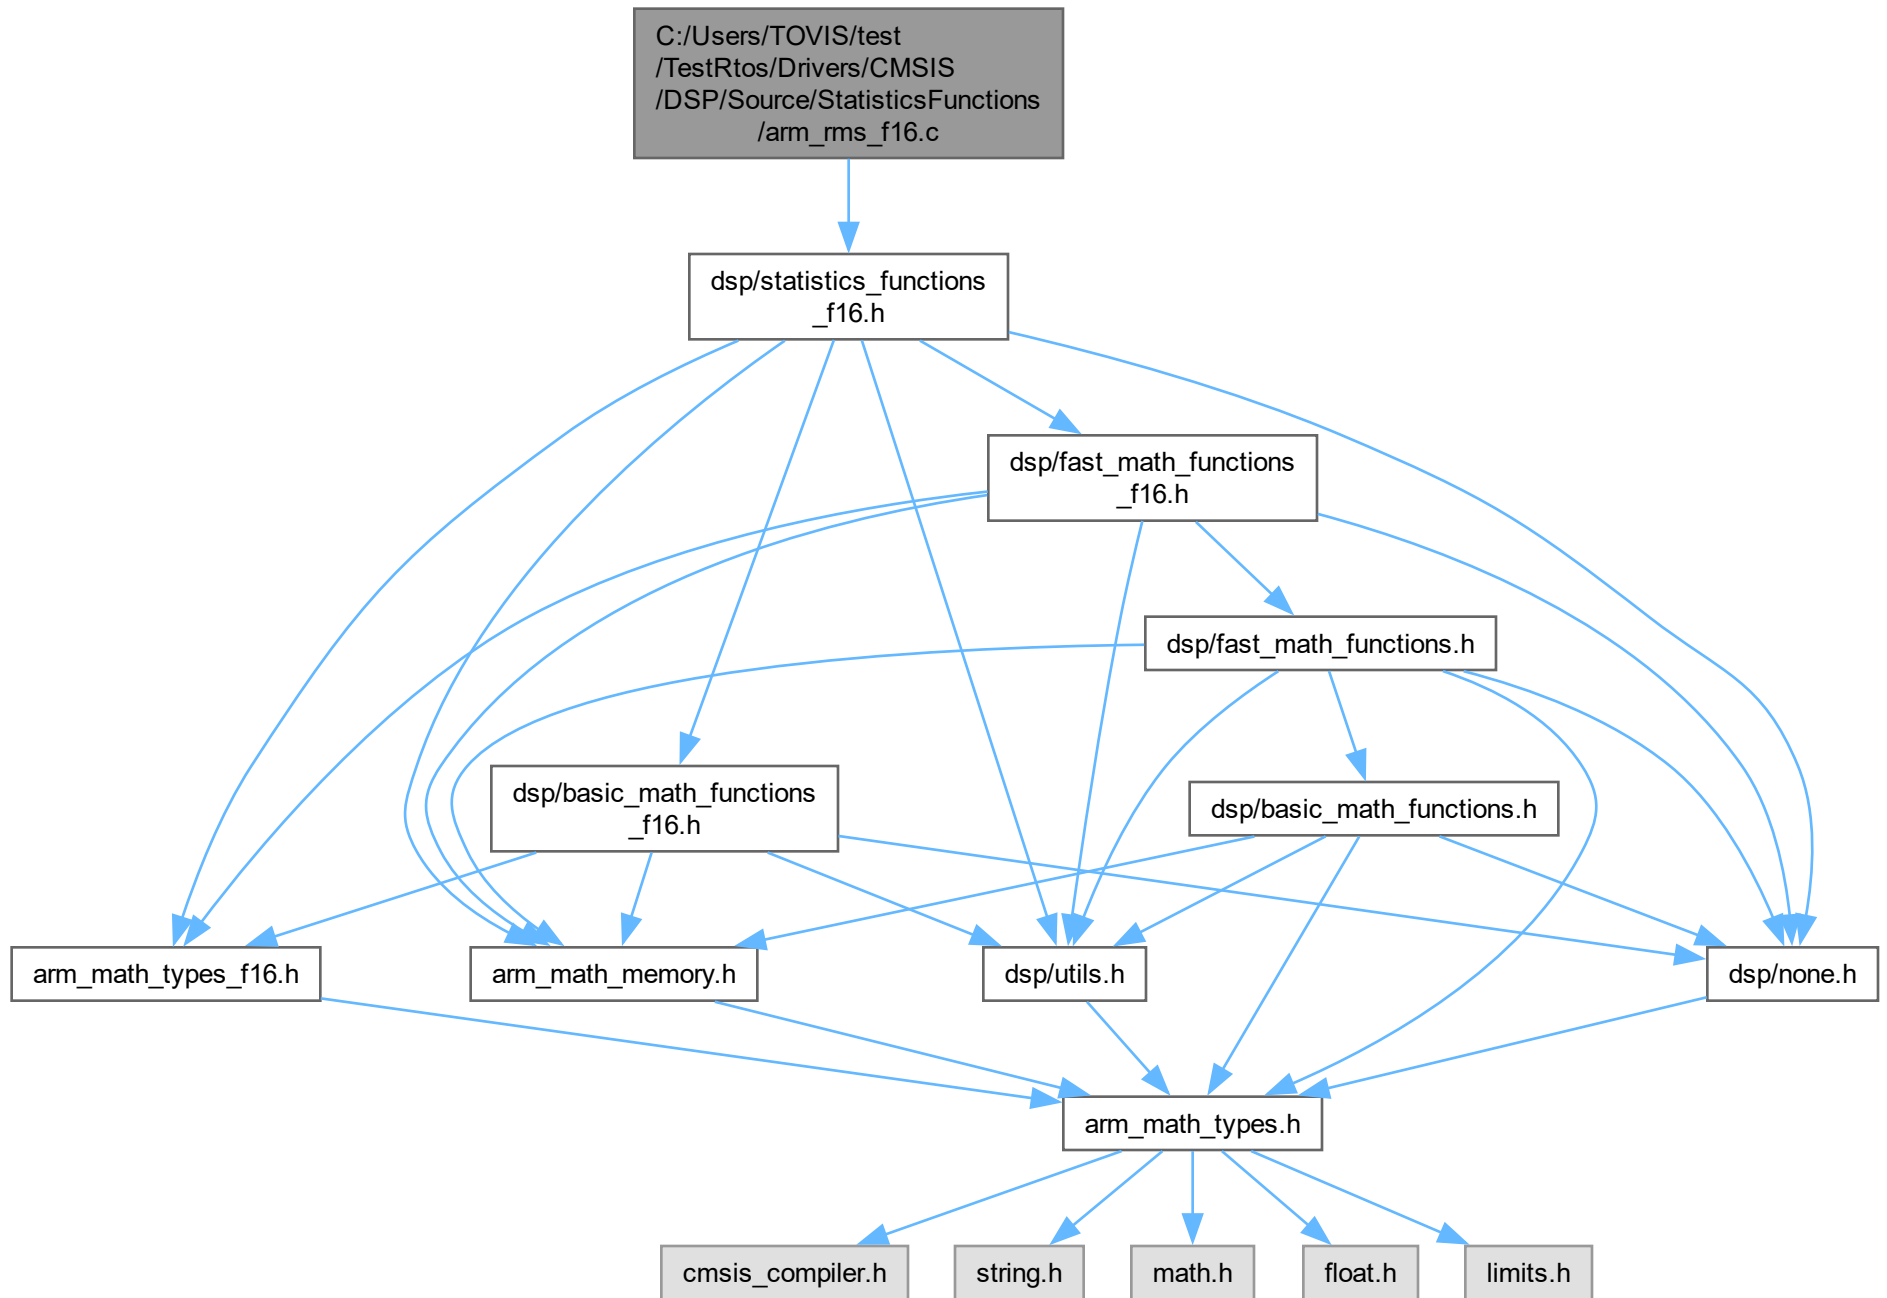 C:/Users/TOVIS/test
/TestRtos/Drivers/CMSIS
/DSP/Source/StatisticsFunctions
/arm_rms_f16.c
dsp/statistics_functions
_f16.h
dsp/fast_math_functions
_f16.h
dsp/fast_math_functions.h
dsp/basic_math_functions
_f16.h
dsp/basic_math_functions.h
arm_math_types_f16.h
arm_math_memory.h
dsp/utils.h
dsp/none.h
arm_math_types.h
cmsis_compiler.h
string.h
math.h
float.h
limits.h